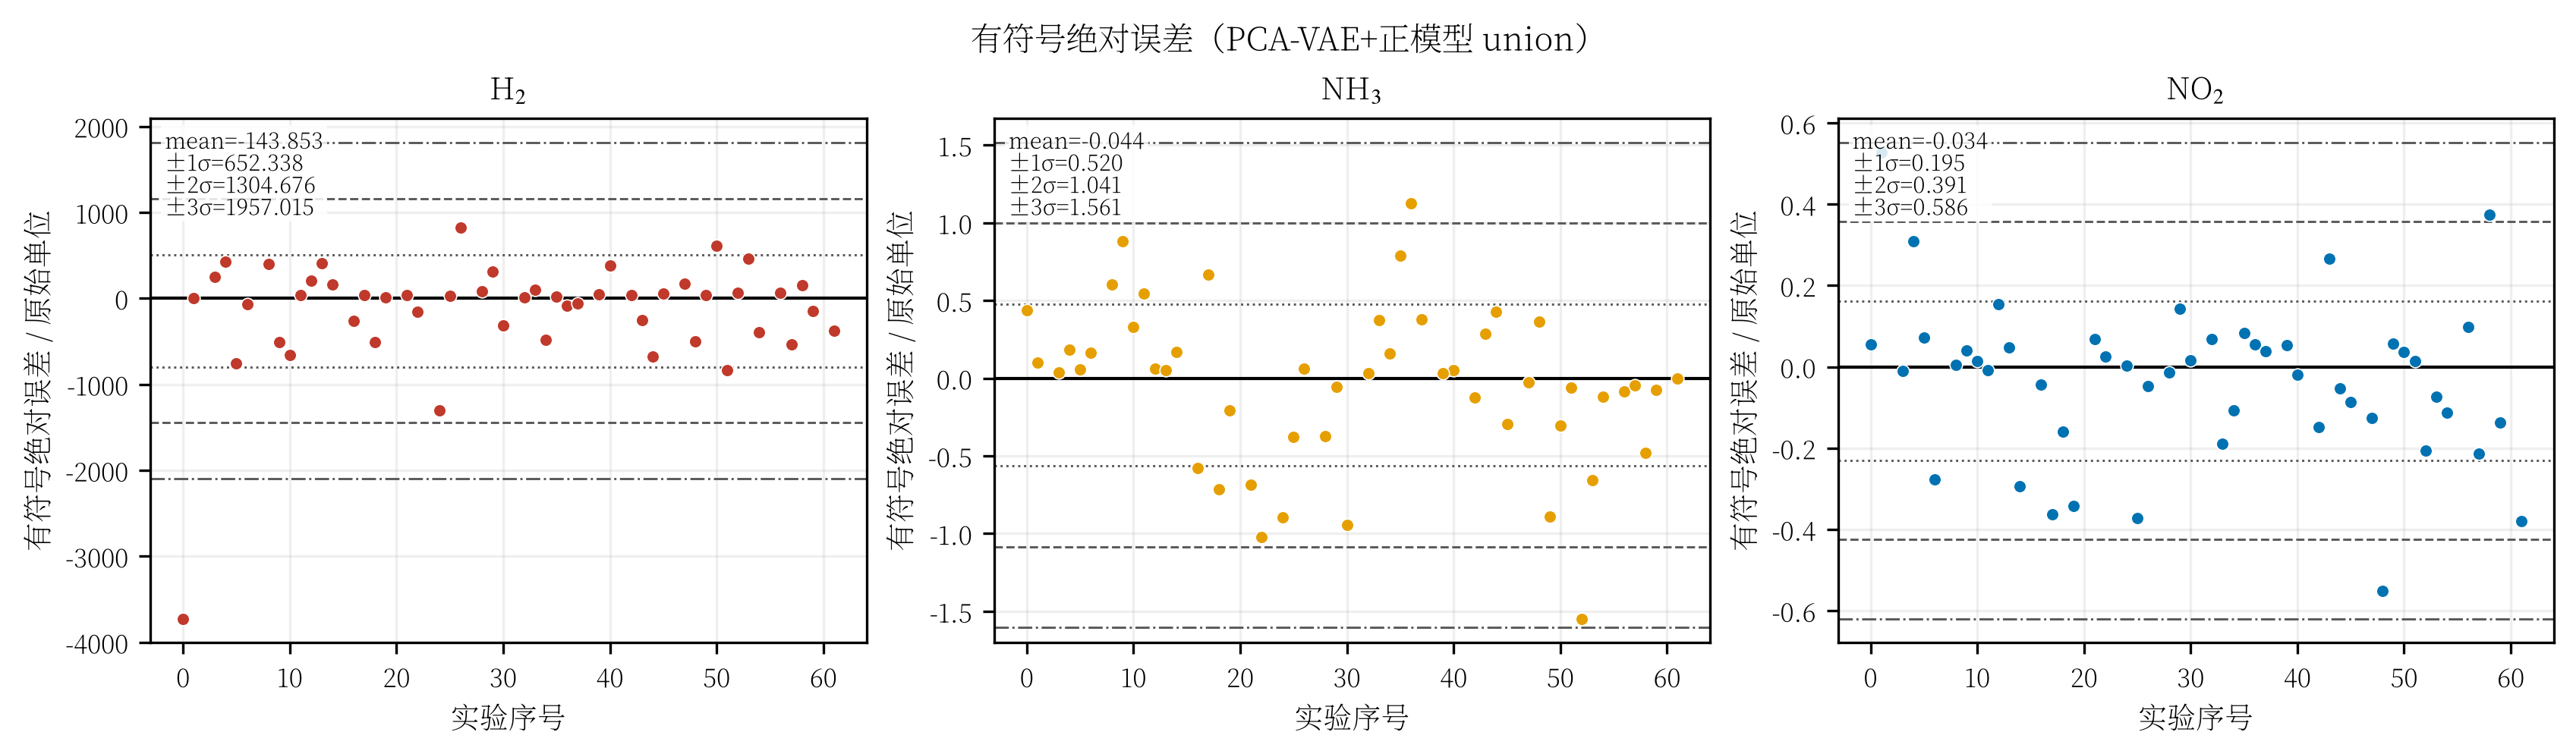 有符号绝对误差（PCA-VAE+正模型 union）
H₂
mean=-143.853
±1σ=652.338
±2σ=1304.676
±3σ=1957.015
2000
1000
0
-1000
-2000
-3000
-4000
有符号绝对误差 / 原始单位
0 10 20 30 40 50 60
实验序号
NH₃
mean=-0.044
±1σ=0.520
±2σ=1.041
±3σ=1.561
1.5
1.0
0.5
0.0
-0.5
-1.0
-1.5
有符号绝对误差 / 原始单位
0 10 20 30 40 50 60
实验序号
NO₂
mean=-0.034
±1σ=0.195
±2σ=0.391
±3σ=0.586
0.6
0.4
0.2
0.0
-0.2
-0.4
-0.6
有符号绝对误差 / 原始单位
0 10 20 30 40 50 60
实验序号